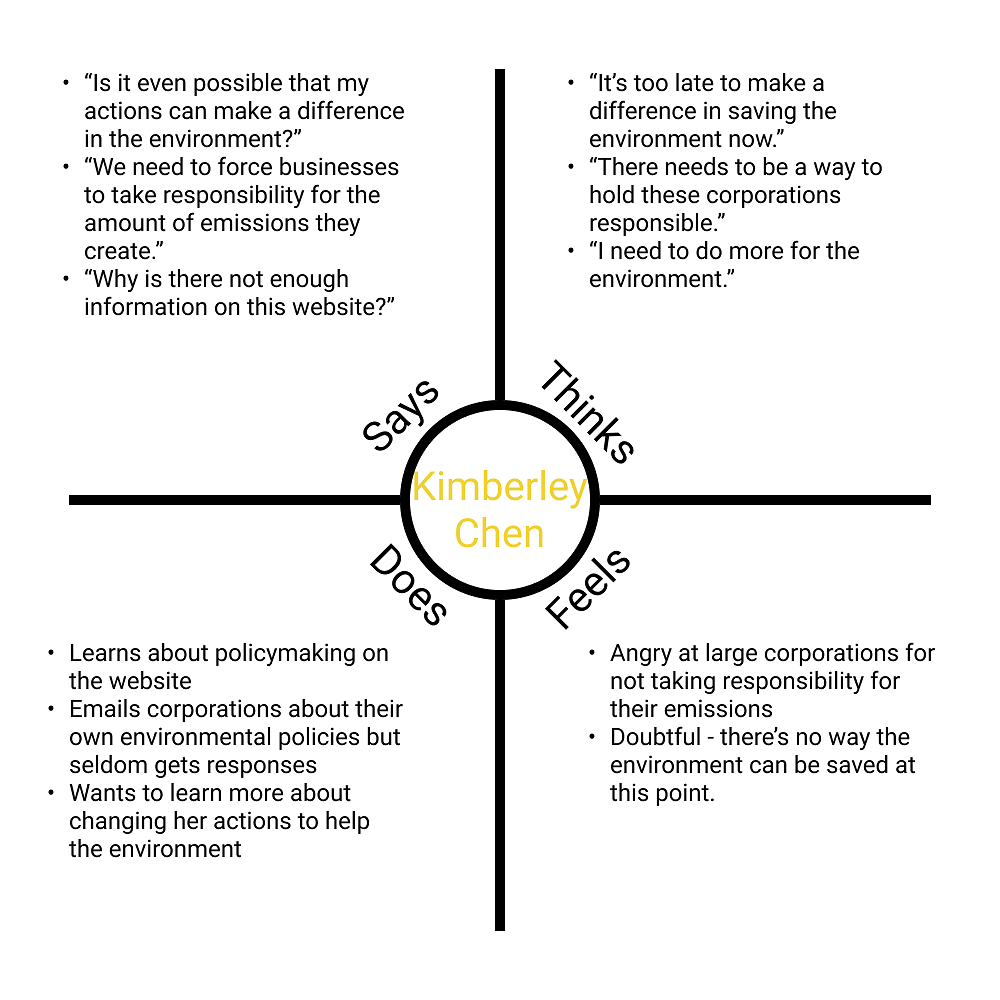 • “Is it even possible that my
actions can make a difference
in the environment?”
• “We need to force businesses
to take responsibility for the
amount of emissions they
create.”
• “Why is there not enough
information on this website?”
• “It’s too late to make a
difference in saving the
environment now.”
• “There needs to be a way to
hold these corporations
responsible.”
• “I need to do more for the
environment.”
Says
Thinks
Kimberley
Chen
Does
Feels
• Learns about policymaking on
the website
• Emails corporations about their
own environmental policies but
seldom gets responses
• Wants to learn more about
changing her actions to help
the environment
• Angry at large corporations for
not taking responsibility for
their emissions
• Doubtful - there’s no way the
environment can be saved at
this point.